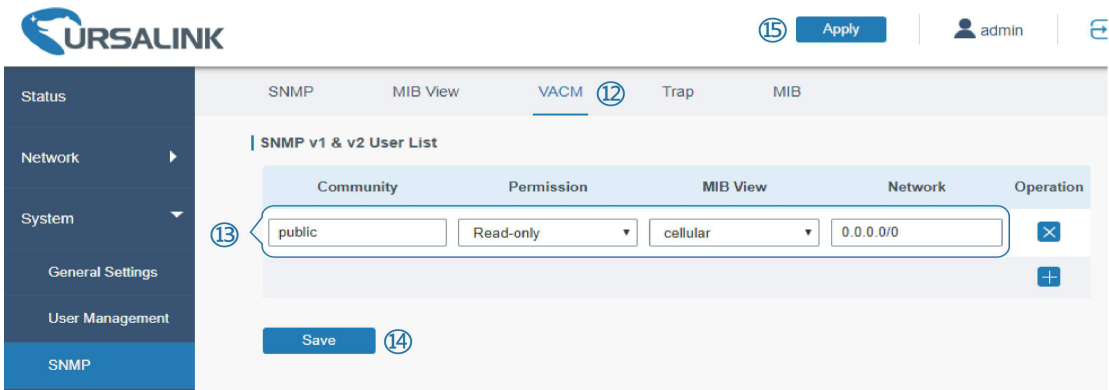 URSALINK
⑮ Apply admin
Status
SNMP MIB View VACM ⑫ Trap MIB
SNMP v1 & v2 User List
Network
Community Permission MIB View Network Operation
System
⑬ public Read-only cellular 0.0.0.0/0
General Settings
User Management
Save ⑭
SNMP